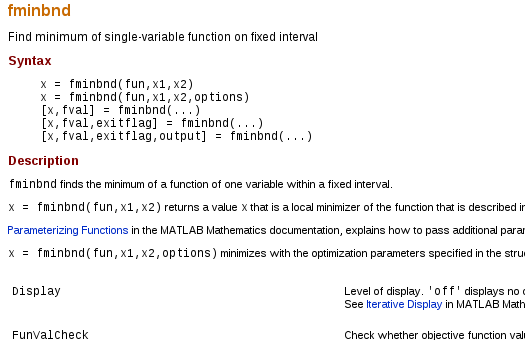 fminbnd
Find minimum of single-variable function on fixed interval
Syntax
x = fminbnd(fun,x1,x2)
x = fminbnd(fun,x1,x2,options)
[x,fval] = fminbnd(...)
[x,fval,exitflag] = fminbnd(...)
[x,fval,exitflag,output] = fminbnd(...)
Description
fminbnd finds the minimum of a function of one variable within a fixed interval.
x = fminbnd(fun,x1,x2) returns a value x that is a local minimizer of the function that is described
Parameterizing Functions in the MATLAB Mathematics documentation, explains how to pass additional
x = fminbnd(fun,x1,x2,options) minimizes with the optimization parameters specified in the
Display
Level of display. 'off' displays no
See Iterative Display in MATLAB
FunValCheck
Check whether objective function